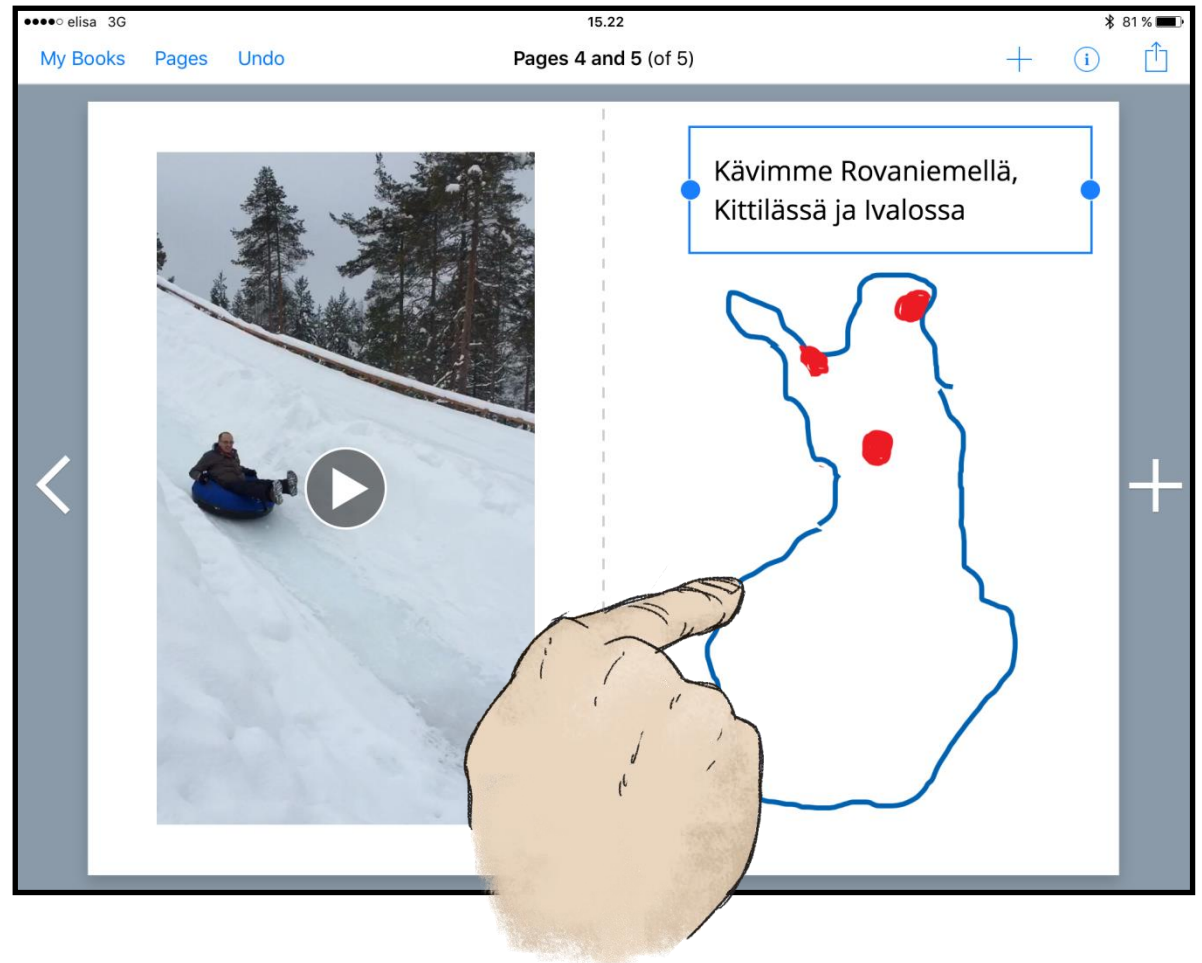 elisa 3G
15.22
81 %
My Books
Pages
Undo
Pages 4 and 5 (of 5)
Kävimme Rovaniemellä,
Kittilässä ja Ivalossa